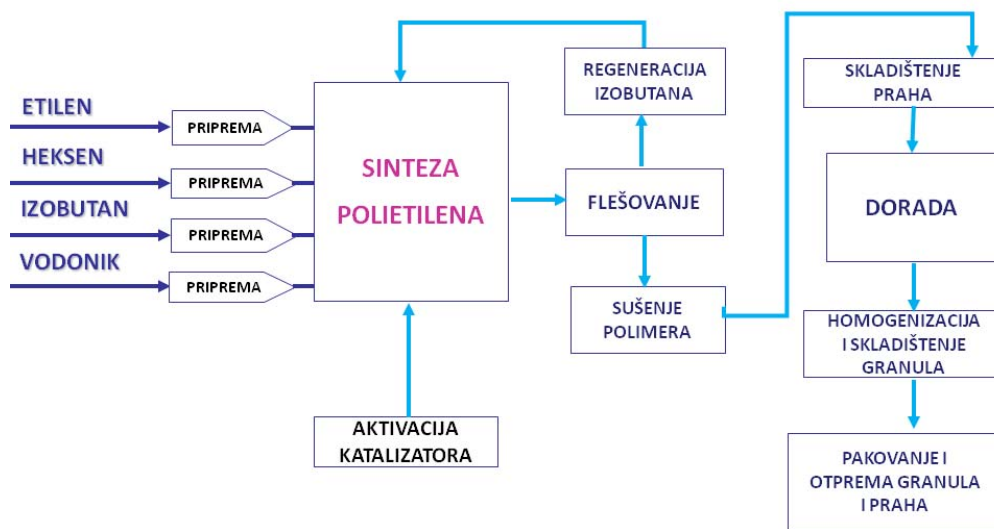 ETILEN
PRIPREMA
HEKSEN
PRIPREMA
IZOBUTAN
PRIPREMA
VODONIK
PRIPREMA
SINTEZA
POLIETILENA
AKTIVACIJA
KATALIZATORA
REGENERACIJA
IZOBUTANA
FLEŠOVANJE
SUŠENJE
POLIMERA
SKLADIŠTENJE
PRAHA
DORADA
HOMOGENIZACIJA
I SKLADIŠTENJE
GRANULA
PAKOVANJE I
OTPREMA GRANULA
I PRAHA